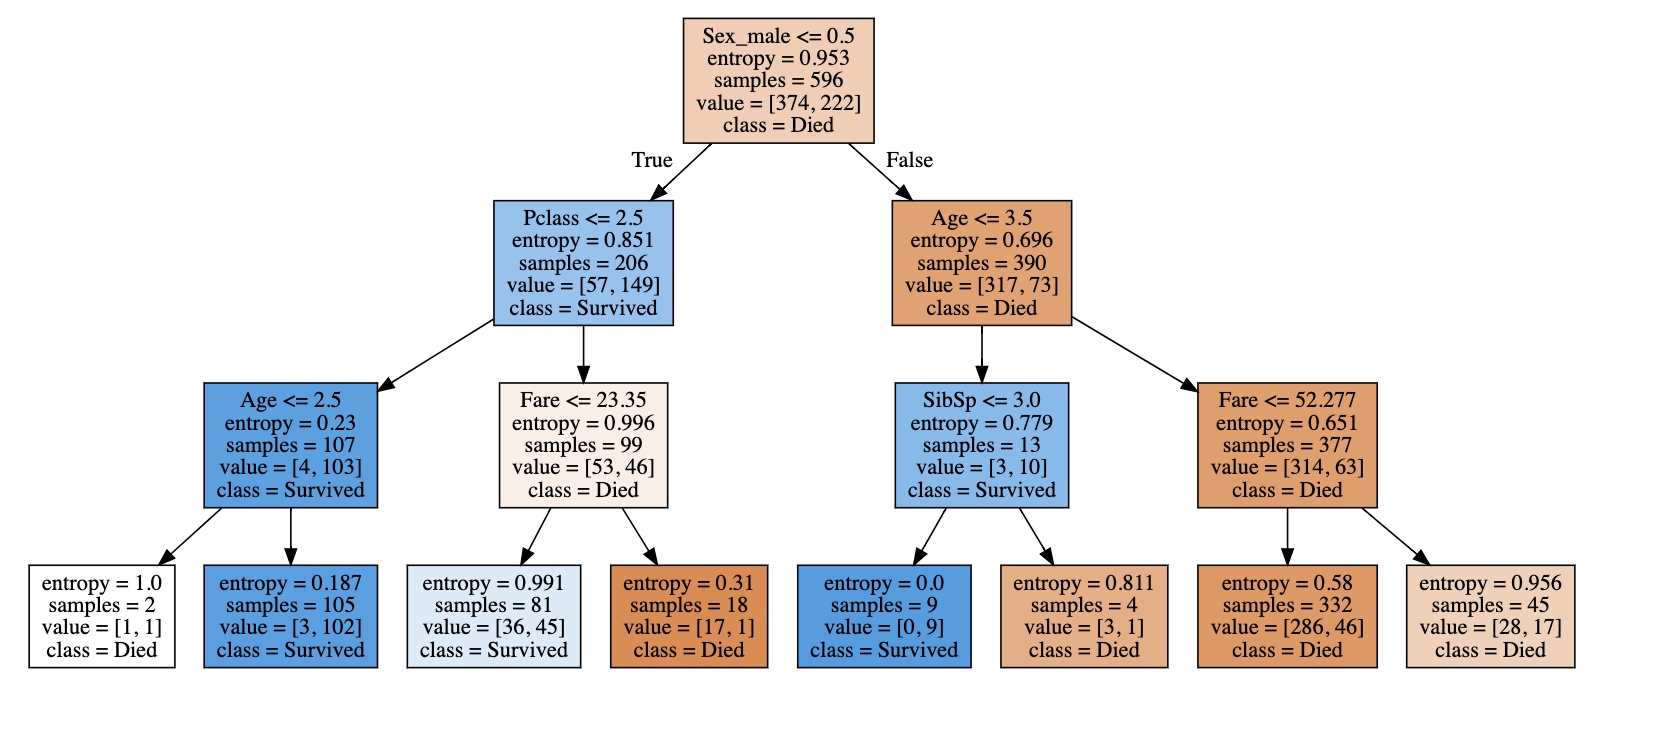 Sex_male <= 0.5
entropy = 0.953
samples = 596
value = [374, 222]
class = Died
True
False
Pclass <= 2.5
entropy = 0.851
samples = 206
value = [57, 149]
class = Survived
Age <= 3.5
entropy = 0.696
samples = 390
value = [317, 73]
class = Died
Age <= 2.5
entropy = 0.23
samples = 107
value = [4, 103]
class = Survived
Fare <= 23.35
entropy = 0.996
samples = 99
value = [53, 46]
class = Died
SibSp <= 3.0
entropy = 0.779
samples = 13
value = [3, 10]
class = Survived
Fare <= 52.277
entropy = 0.651
samples = 377
value = [314, 63]
class = Died
entropy = 1.0
samples = 2
value = [1, 1]
class = Died
entropy = 0.187
samples = 105
value = [3, 102]
class = Survived
entropy = 0.991
samples = 81
value = [36, 45]
class = Survived
entropy = 0.31
samples = 18
value = [17, 1]
class = Died
entropy = 0.0
samples = 9
value = [0, 9]
class = Survived
entropy = 0.811
samples = 4
value = [3, 1]
class = Died
entropy = 0.58
samples = 332
value = [286, 46]
class = Died
entropy = 0.956
samples = 45
value = [28, 17]
class = Died